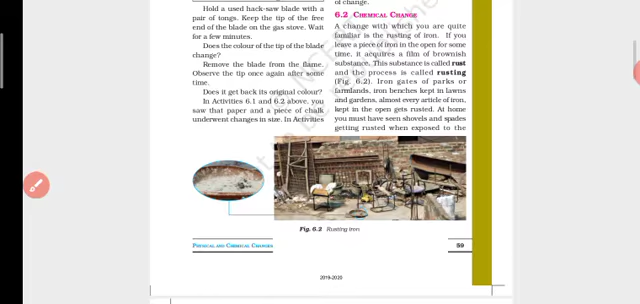 Hold a used hack-saw blade with a
pair of tongs. Keep the tip of the free
end of the blade on the gas stove. Wait
for a few minutes.
Does the colour of the tip of the blade
change?
Remove the blade from the flame.
Observe the tip once again after some
time.
Does it get back its original colour?
In Activities 6.1 and 6.2 above, you
saw that paper and a piece of chalk
underwent changes in size. In Activities
of change.
6.2 CHEMICAL CHANGE
A change with which you are quite
familiar is the rusting of iron. If you
leave a piece of iron in the open for
some time, it acquires a film of brownish
substance. This substance is called rust
and the process is called rusting
(Fig. 6.2). Iron gates of parks or
farmlands, iron benches kept in lawns
and gardens, almost every article of iron,
kept in the open gets rusted. At home
you must have seen shovels and spades
getting rusted when exposed to the
Fig. 6.2 Rusting iron
PHYSICAL AND CHEMICAL CHANGES
59
2019-2020